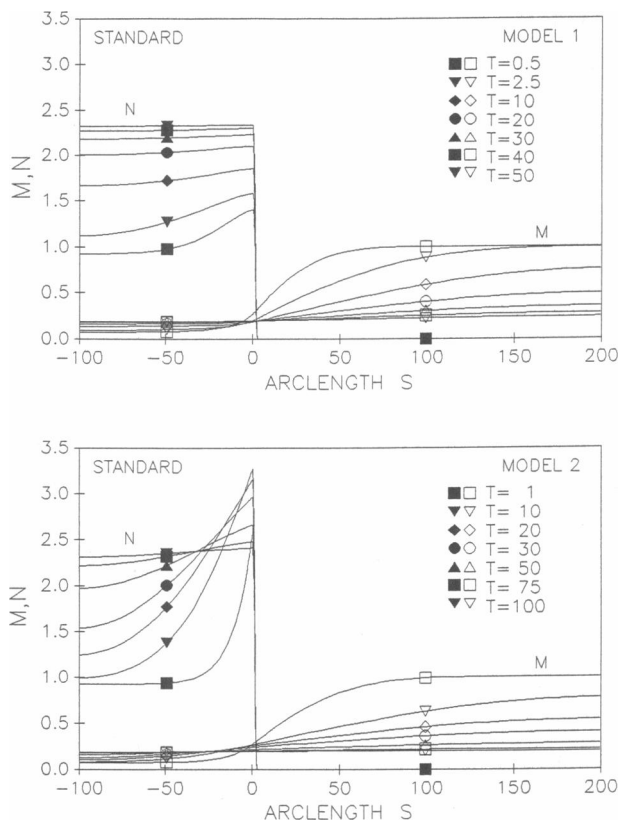 3.5
STANDARD
MODEL 1
3.0
T=0.5
T=2.5
2.5
N
T=10
T=20
2.0
T=30
T=40
M,N
1.5
T=50
M
1.0
0.5
0.0
-100 -50 0 50 100 150 200
ARCLENGTH S
3.5
STANDARD
MODEL 2
3.0
T= 1
T= 10
2.5
N
T= 20
T= 30
2.0
T= 50
T= 75
M,N
1.5
T=100
M
1.0
0.5
0.0
-100 -50 0 50 100 150 200
ARCLENGTH S